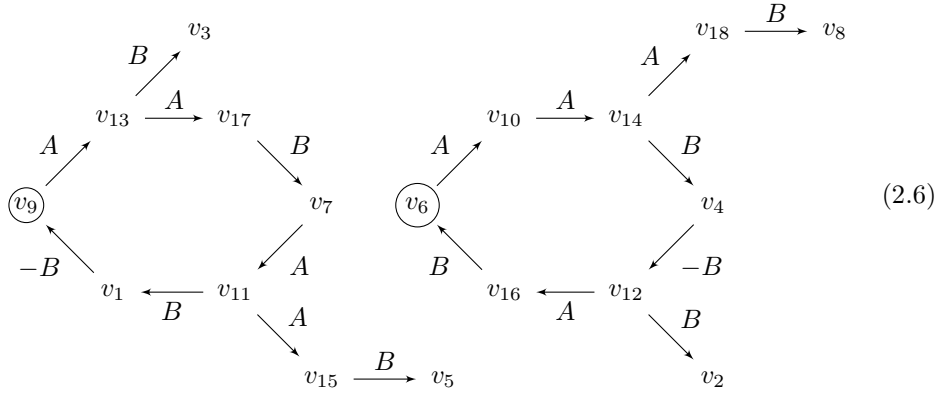 v₃ v₁₈ B v₈
B A
v₁₃ A v₁₇ v₁₀ A v₁₄
A B A B
v₉ v₇ v₆ v₄ (2.6)
−B A B −B
v₁ B v₁₁ v₁₆ A v₁₂
A B
v₁₅ B v₅ v₂